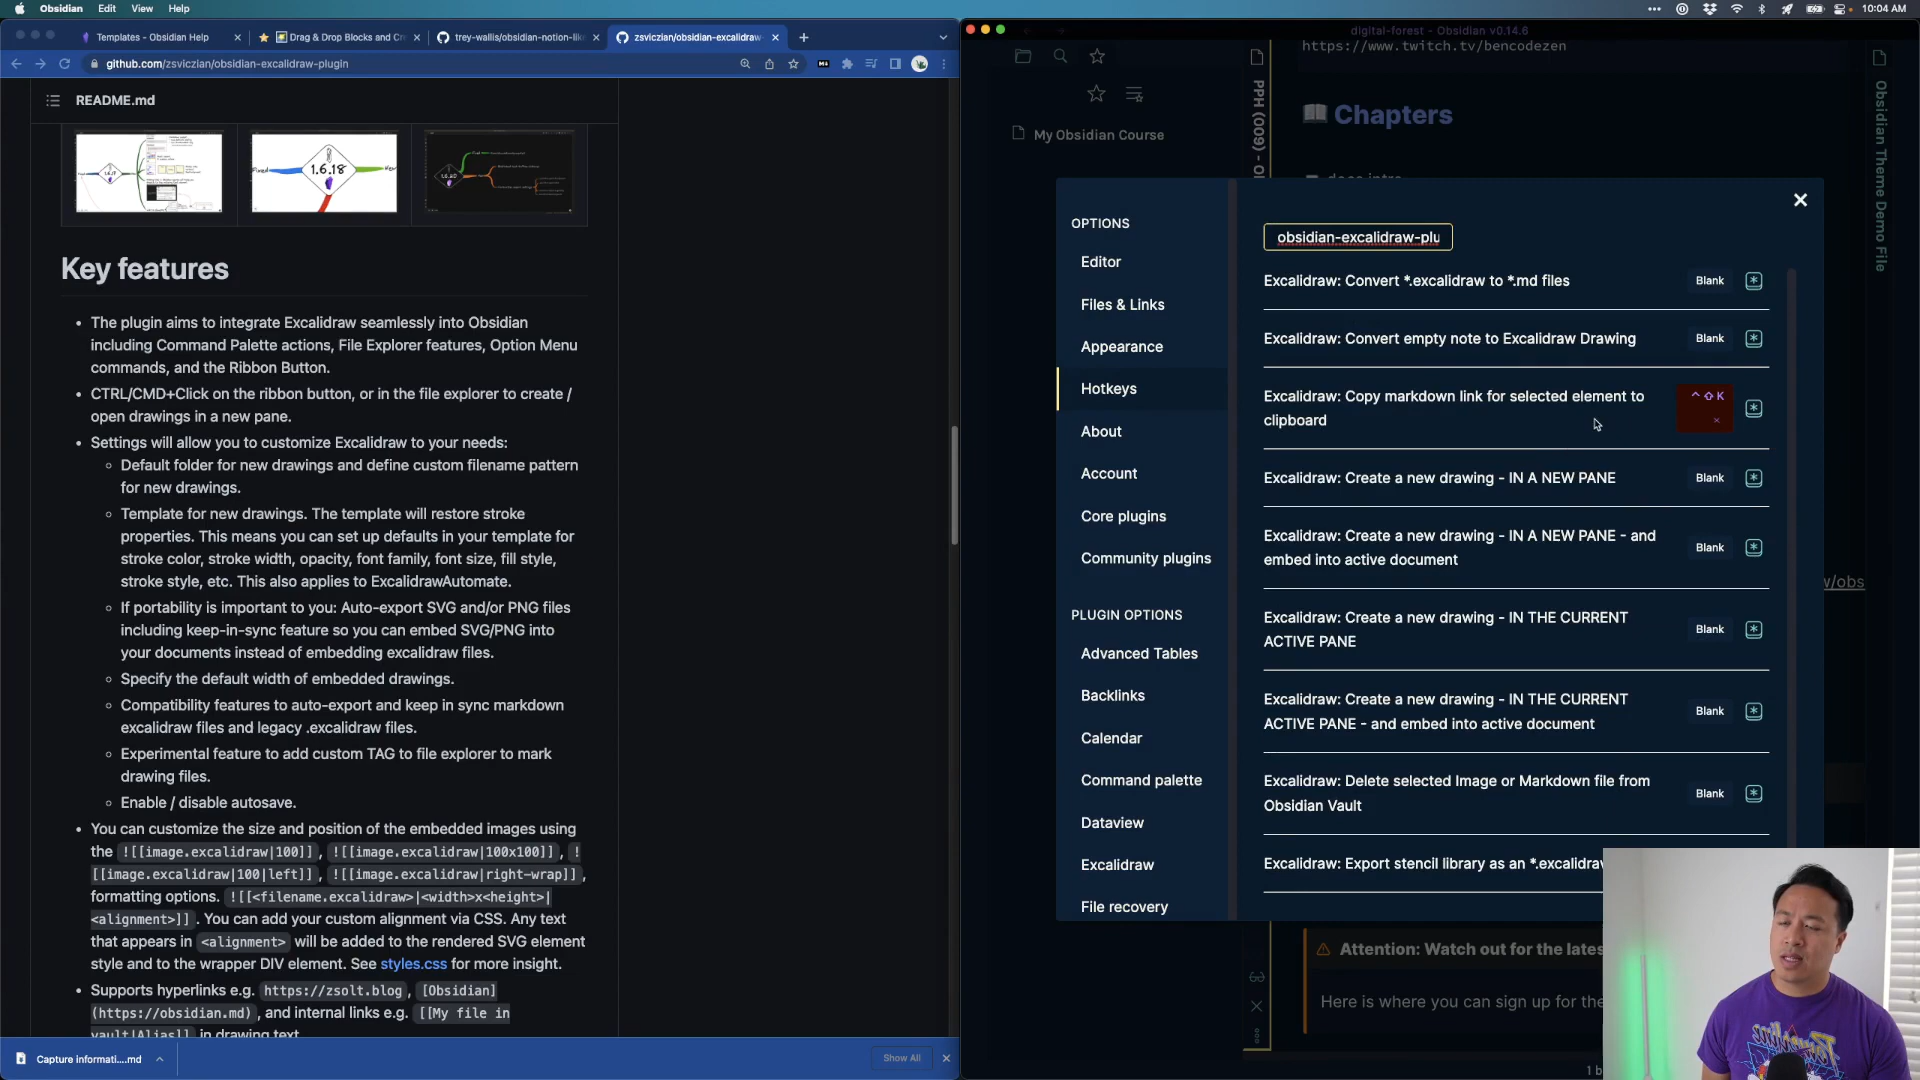 Obsidian Edit View Help
10:04 AM
Templates - Obsidian Help
Drag & Drop Blocks and Cr
trey-wallis/obsidian-notion-lik
zsviczian/obsidian-excalidraw-
github.com/zsviczian/obsidian-excalidraw-plugin
README.md
1.6.18
Key features
• The plugin aims to integrate Excalidraw seamlessly into Obsidian
including Command Palette actions, File Explorer features, Option Menu
commands, and the Ribbon Button.
• CTRL/CMD+Click on the ribbon button, or in the file explorer to create /
open drawings in a new pane.
• Settings will allow you to customize Excalidraw to your needs:
◦ Default folder for new drawings and define custom filename pattern
for new drawings.
◦ Template for new drawings. The template will restore stroke
properties. This means you can set up defaults in your template for
stroke color, stroke width, opacity, font family, font size, fill style,
stroke style, etc. This also applies to ExcalidrawAutomate.
◦ If portability is important to you: Auto-export SVG and/or PNG files
including keep-in-sync feature so you can embed SVG/PNG into
your documents instead of embedding excalidraw files.
◦ Specify the default width of embedded drawings.
◦ Compatibility features to auto-export and keep in sync markdown
excalidraw files and legacy .excalidraw files.
◦ Experimental feature to add custom TAG to file explorer to mark
drawing files.
◦ Enable / disable autosave.
• You can customize the size and position of the embedded images using
the ![[image.excalidraw|100]], ![[image.excalidraw|100x100]], !
[[image.excalidraw|100|left]], ![[image.excalidraw|right-wrap]],
formatting options. ![[<filename.excalidraw>|<width>x<height>|
<alignment>]]. You can add your custom alignment via CSS. Any text
that appears in <alignment> will be added to the rendered SVG element
style and to the wrapper DIV element. See styles.css for more insight.
• Supports hyperlinks e.g. https://zsolt.blog, [Obsidian]
(https://obsidian.md), and internal links e.g. [[My file in
vault|Alias]] in drawing text.
Capture informati....md
Show All
digital-forest - Obsidian v0.14.6
https://www.twitch.tv/bencodezen
Chapters
My Obsidian Course
PPH (009) - O
Obsidian Theme Demo File
docs intro
OPTIONS
Editor
Files & Links
Appearance
Hotkeys
About
Account
Core plugins
Community plugins
PLUGIN OPTIONS
Advanced Tables
Backlinks
Calendar
Command palette
Dataview
Excalidraw
File recovery
obsidian-excalidraw-plu
Excalidraw: Convert *.excalidraw to *.md files
Blank
Excalidraw: Convert empty note to Excalidraw Drawing
Blank
Excalidraw: Copy markdown link for selected element to
clipboard
⌃ ⇧ K
Excalidraw: Create a new drawing - IN A NEW PANE
Blank
Excalidraw: Create a new drawing - IN A NEW PANE - and
embed into active document
Blank
Excalidraw: Create a new drawing - IN THE CURRENT
ACTIVE PANE
Blank
Excalidraw: Create a new drawing - IN THE CURRENT
ACTIVE PANE - and embed into active document
Blank
Excalidraw: Delete selected Image or Markdown file from
Obsidian Vault
Blank
Excalidraw: Export stencil library as an *.excalidraw
w/obs
Attention: Watch out for the lates
Here is where you can sign up for the
1 b